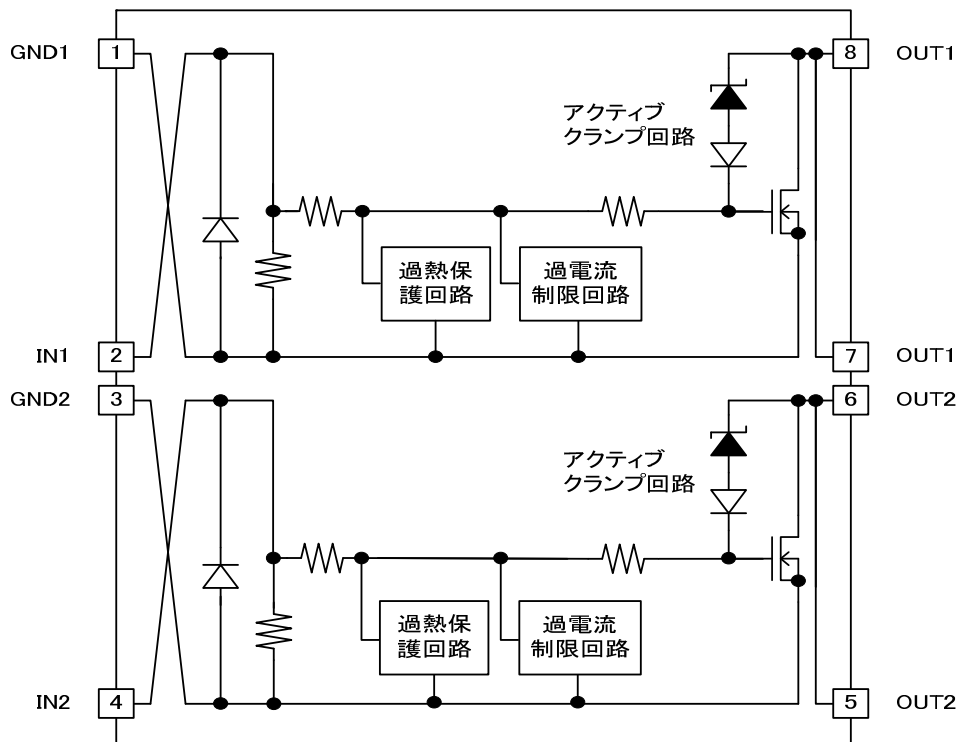 GND1
1
8
OUT1
アクティブ
クランプ回路
過熱保
護回路
過電流
制限回路
IN1
2
7
OUT1
GND2
3
6
OUT2
アクティブ
クランプ回路
過熱保
護回路
過電流
制限回路
IN2
4
5
OUT2